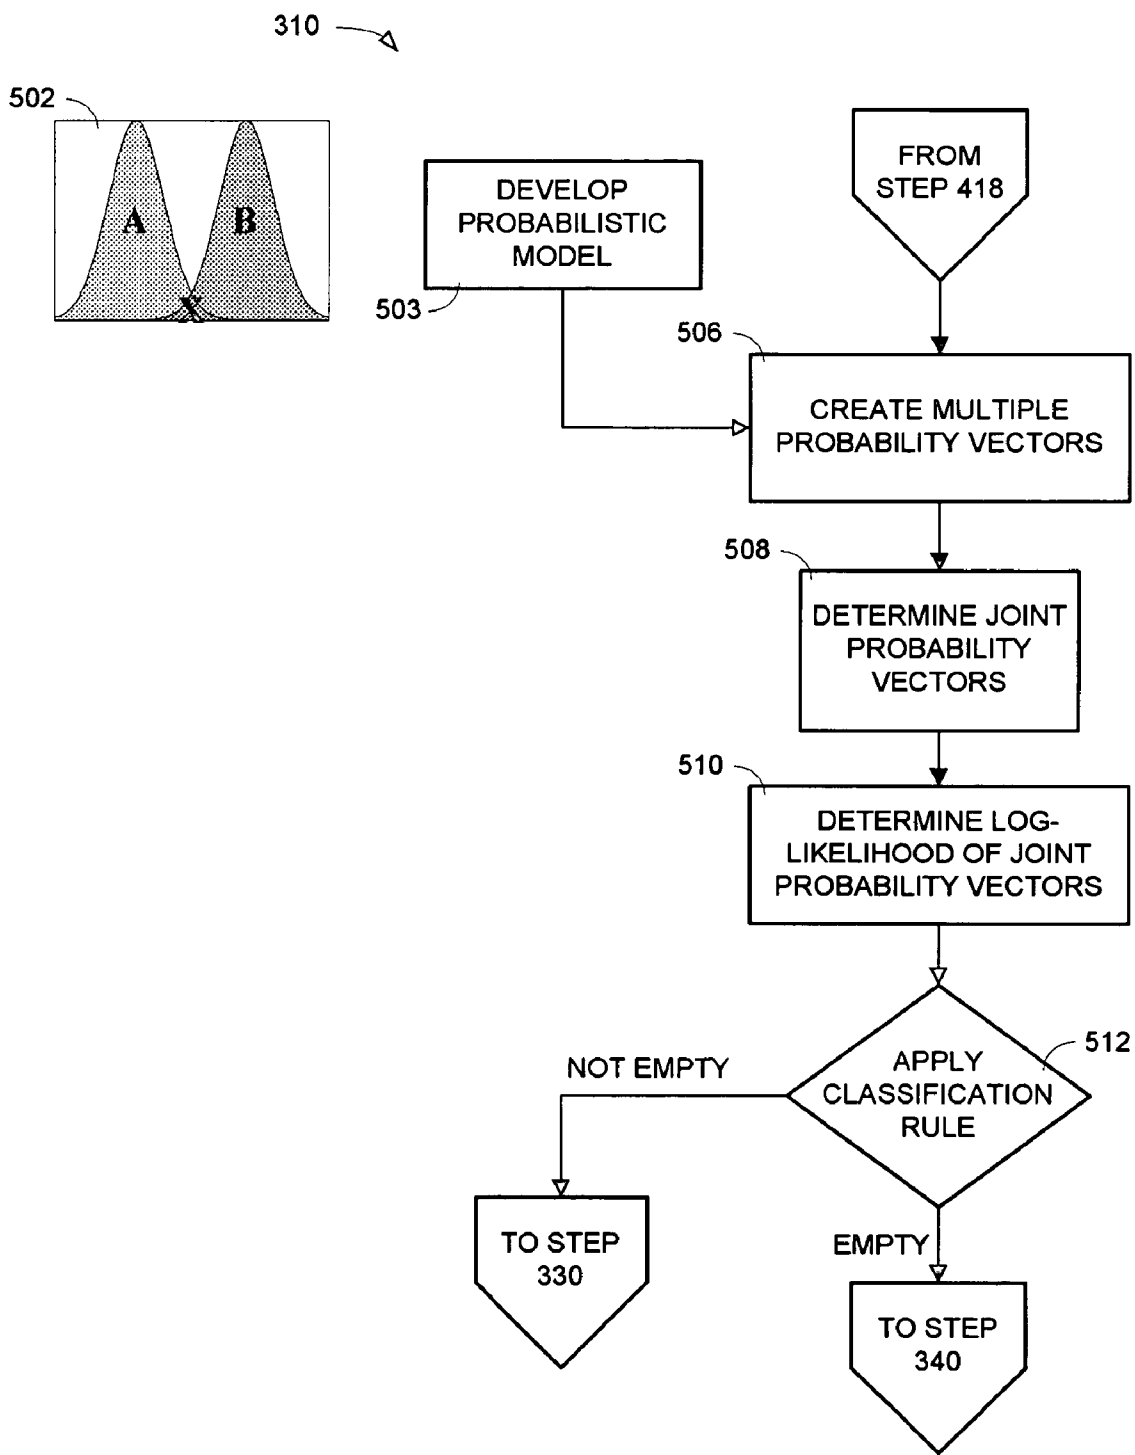 310
502
A
B
X
DEVELOP
PROBABILISTIC
MODEL
503
FROM
STEP 418
506
CREATE MULTIPLE
PROBABILITY VECTORS
508
DETERMINE JOINT
PROBABILITY
VECTORS
510
DETERMINE LOG-
LIKELIHOOD OF JOINT
PROBABILITY VECTORS
512
APPLY
CLASSIFICATION
RULE
NOT EMPTY
TO STEP
330
EMPTY
TO STEP
340